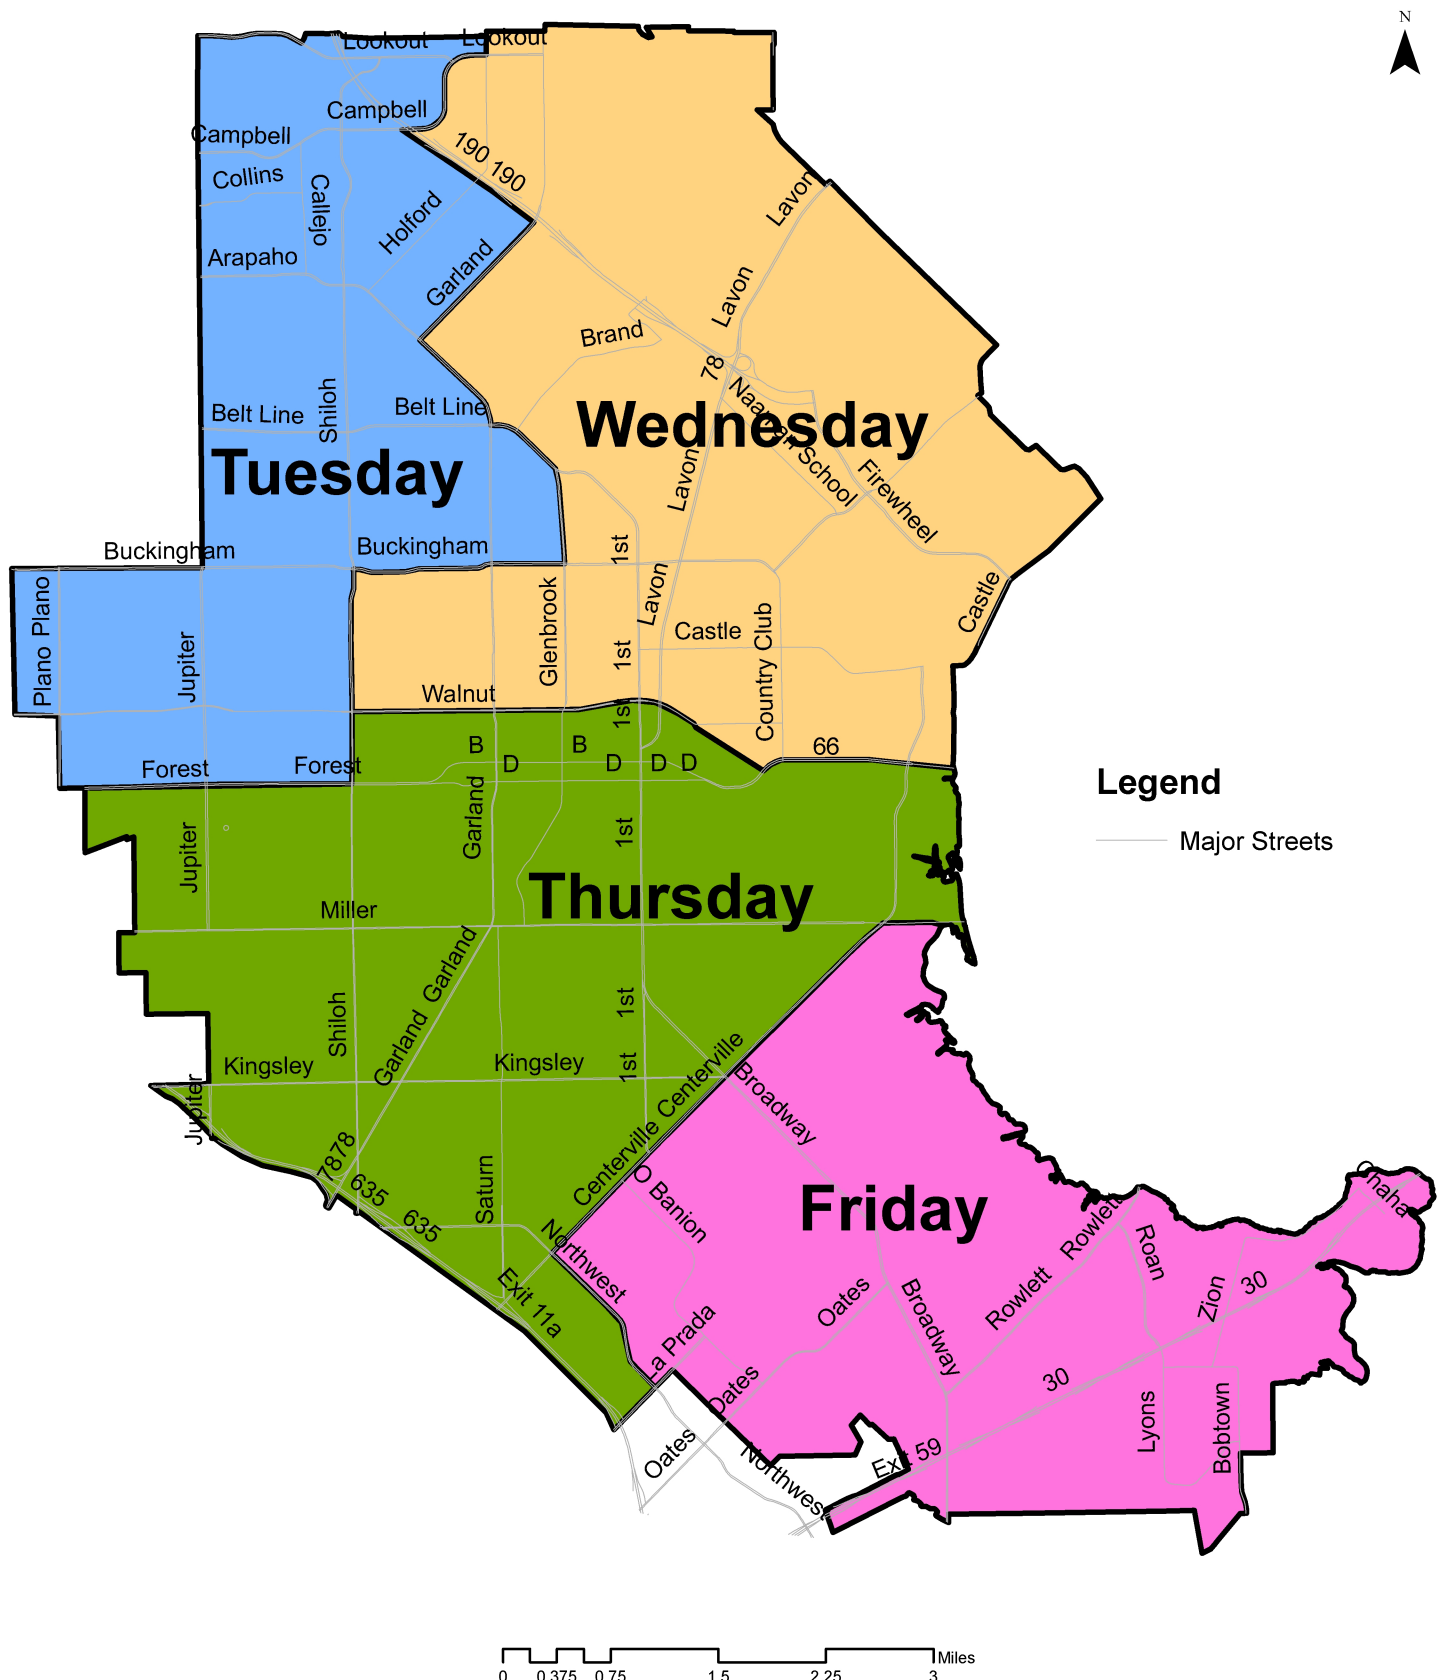 N
Lookout
Lookout
Campbell
Campbell
190
190
Collins
Callejo
Holford
Lavon
Arapaho
Garland
Lavon
Brand
78
Naaman School
Belt Line
Shiloh
Belt Line
Wednesday
Tuesday
Lavon
Firewheel
Buckingham
Buckingham
1st
Plano
Plano
Jupiter
Glenbrook
Lavon
Castle
Castle
1st
Country Club
Walnut
1st
66
B
B
D
D
D
D
Forest
Forest
Legend
Major Streets
Garland
1st
Jupiter
Thursday
Miller
Garland
1st
Shiloh
Garland
Kingsley
Kingsley
1st
Centerville
Broadway
Jupiter
Centerville
7878
635
635
Saturn
O Banion
Friday
Omaha
Northwest
Rowlett
Roan
Exit 11a
Oates
Rowlett
Zion
30
Broadway
La Prada
Oates
30
Lyons
Bobtown
Oates
Northwest
Exit 59
0
0.375
0.75
1.5
2.25
3
Miles